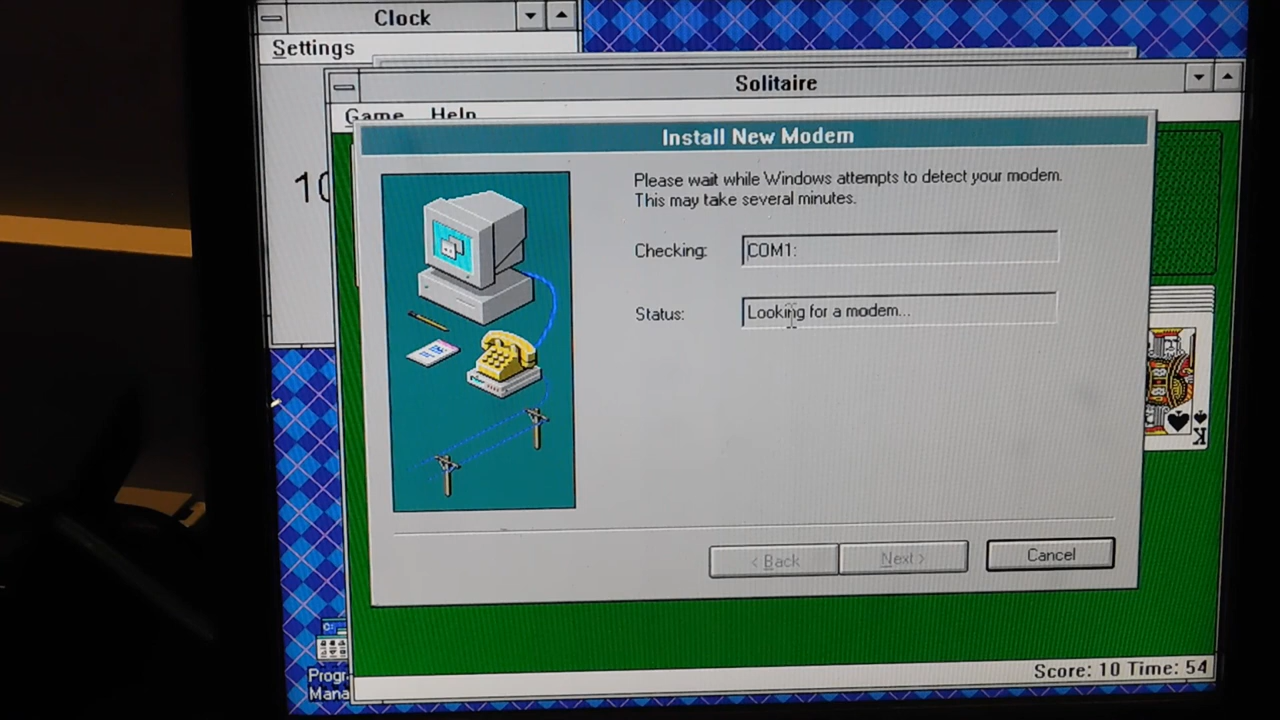 Clock
Settings
10
Solitaire
Game Help
Install New Modem
Please wait while Windows attempts to detect your modem.
This may take several minutes.
Checking: COM1:
Status: Looking for a modem...
K
< Back Next > Cancel
Score: 10 Time: 54